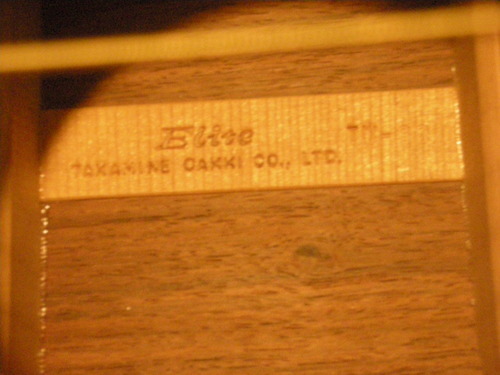 Elite
TAKAMINE GAKKI CO., LTD.